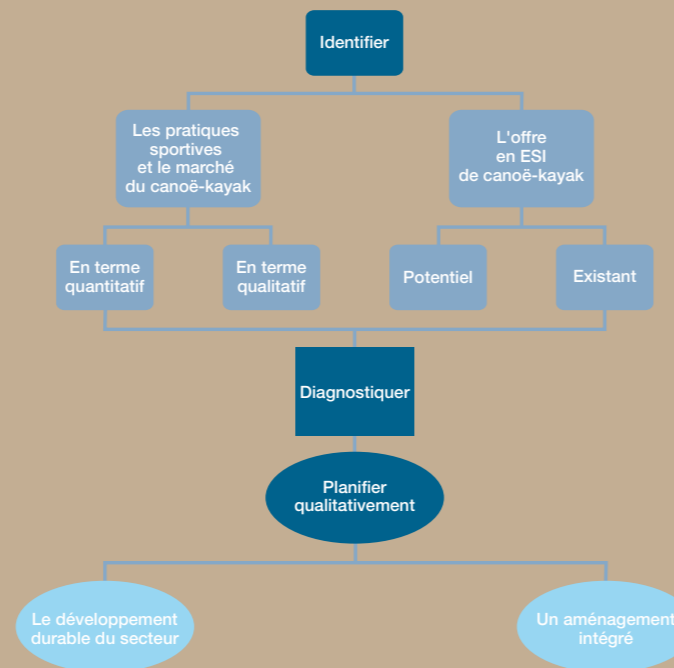 Identifier
Les pratiques
sportives
et le marché
du canoë-kayak
L'offre
en ESI
de canoë-kayak
En terme
quantitatif
En terme
qualitatif
Potentiel
Existant
Diagnostiquer
Planifier
qualitativement
Le développement
durable du secteur
Un aménagement
intégré